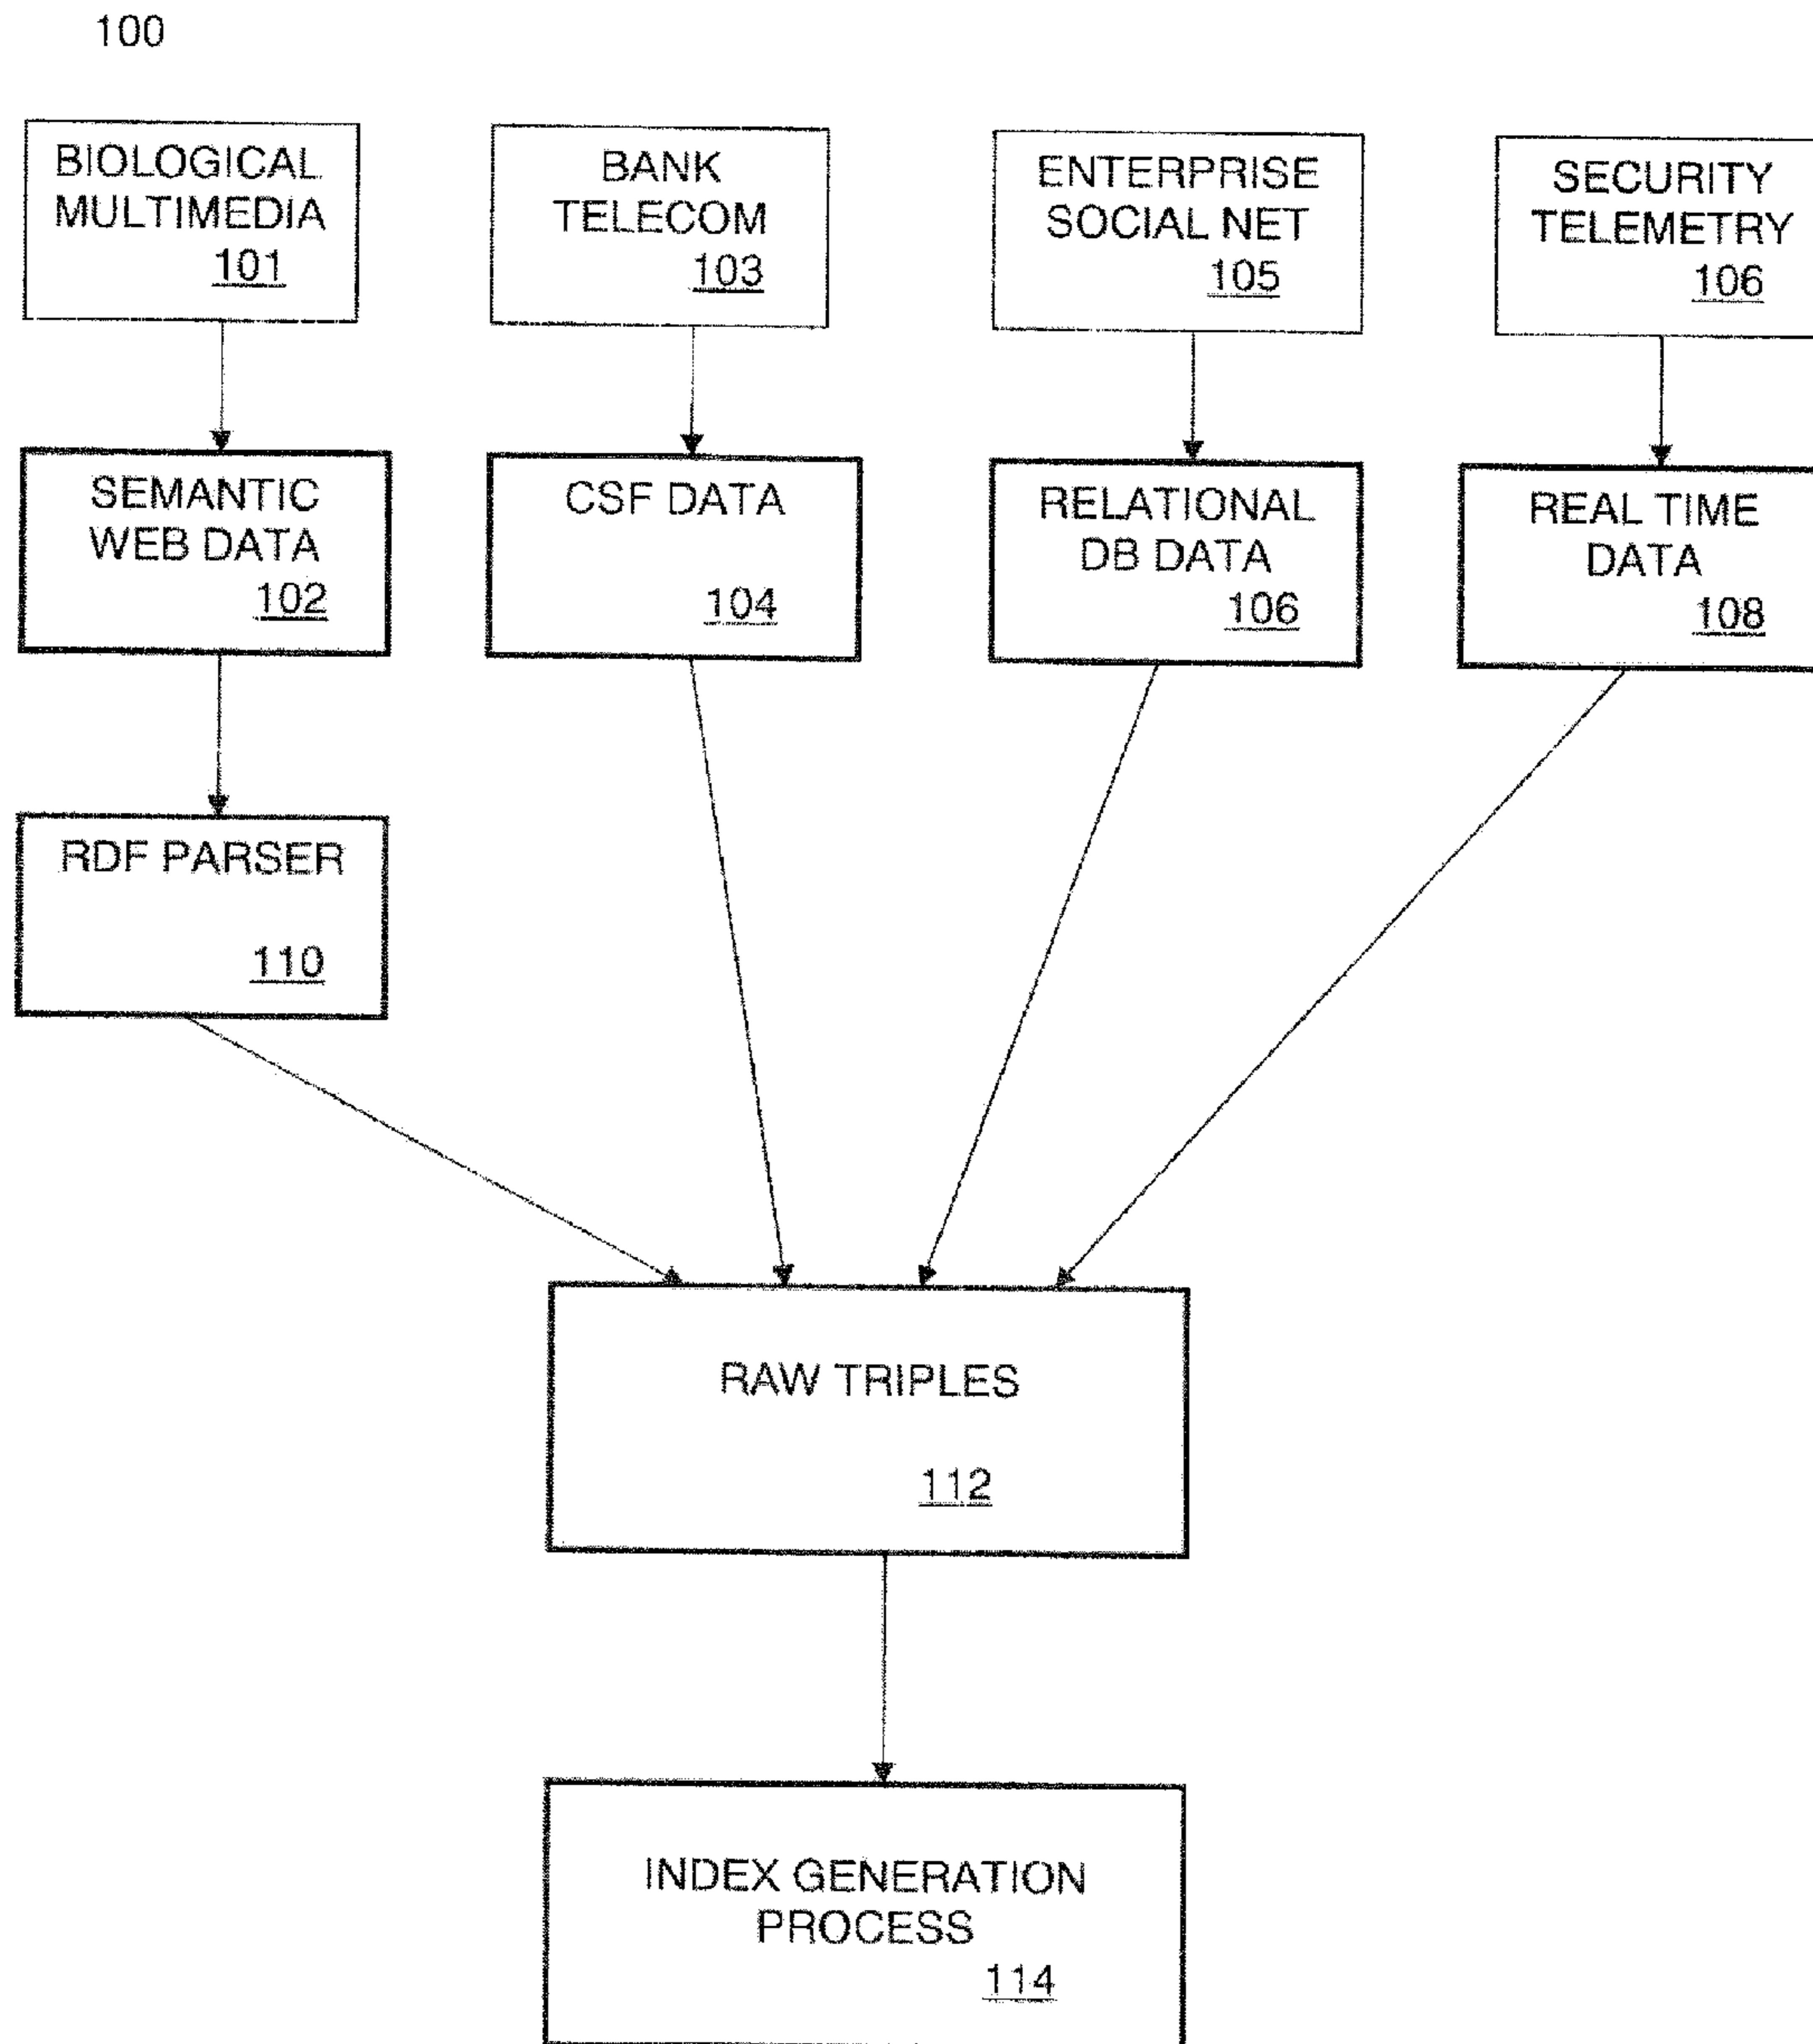 100
BIOLOGICAL
MULTIMEDIA
101
BANK
TELECOM
103
ENTERPRISE
SOCIAL NET
105
SECURITY
TELEMETRY
106
SEMANTIC
WEB DATA
102
CSF DATA
104
RELATIONAL
DB DATA
106
REAL TIME
DATA
108
RDF PARSER
110
RAW TRIPLES
112
INDEX GENERATION
PROCESS
114